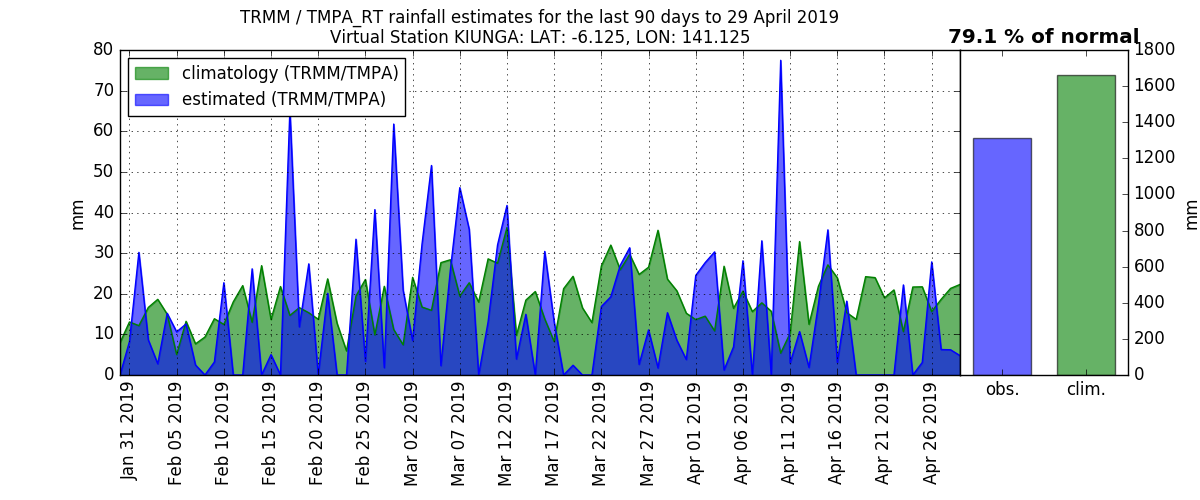 TRMM / TMPA_RT rainfall estimates for the last 90 days to 29 April 2019
Virtual Station KIUNGA: LAT: -6.125, LON: 141.125
79.1 % of normal
climatology (TRMM/TMPA)
estimated (TRMM/TMPA)
80
70
60
50
40
30
20
10
0
mm
Jan 31 2019
Feb 05 2019
Feb 10 2019
Feb 15 2019
Feb 20 2019
Feb 25 2019
Mar 02 2019
Mar 07 2019
Mar 12 2019
Mar 17 2019
Mar 22 2019
Mar 27 2019
Apr 01 2019
Apr 06 2019
Apr 11 2019
Apr 16 2019
Apr 21 2019
Apr 26 2019
obs.
clim.
1800
1600
1400
1200
1000
800
600
400
200
0
mm